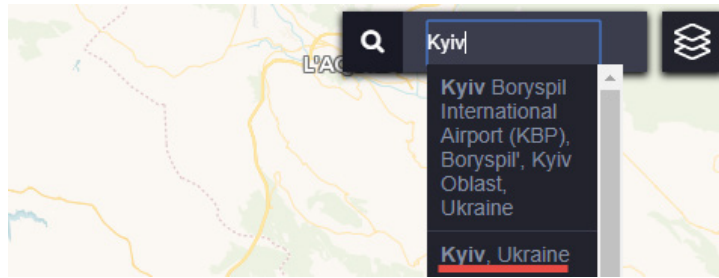 Kyiv
L'AQ
Kyiv Boryspil
International
Airport (KBP),
Boryspil', Kyiv
Oblast,
Ukraine
Kyiv, Ukraine